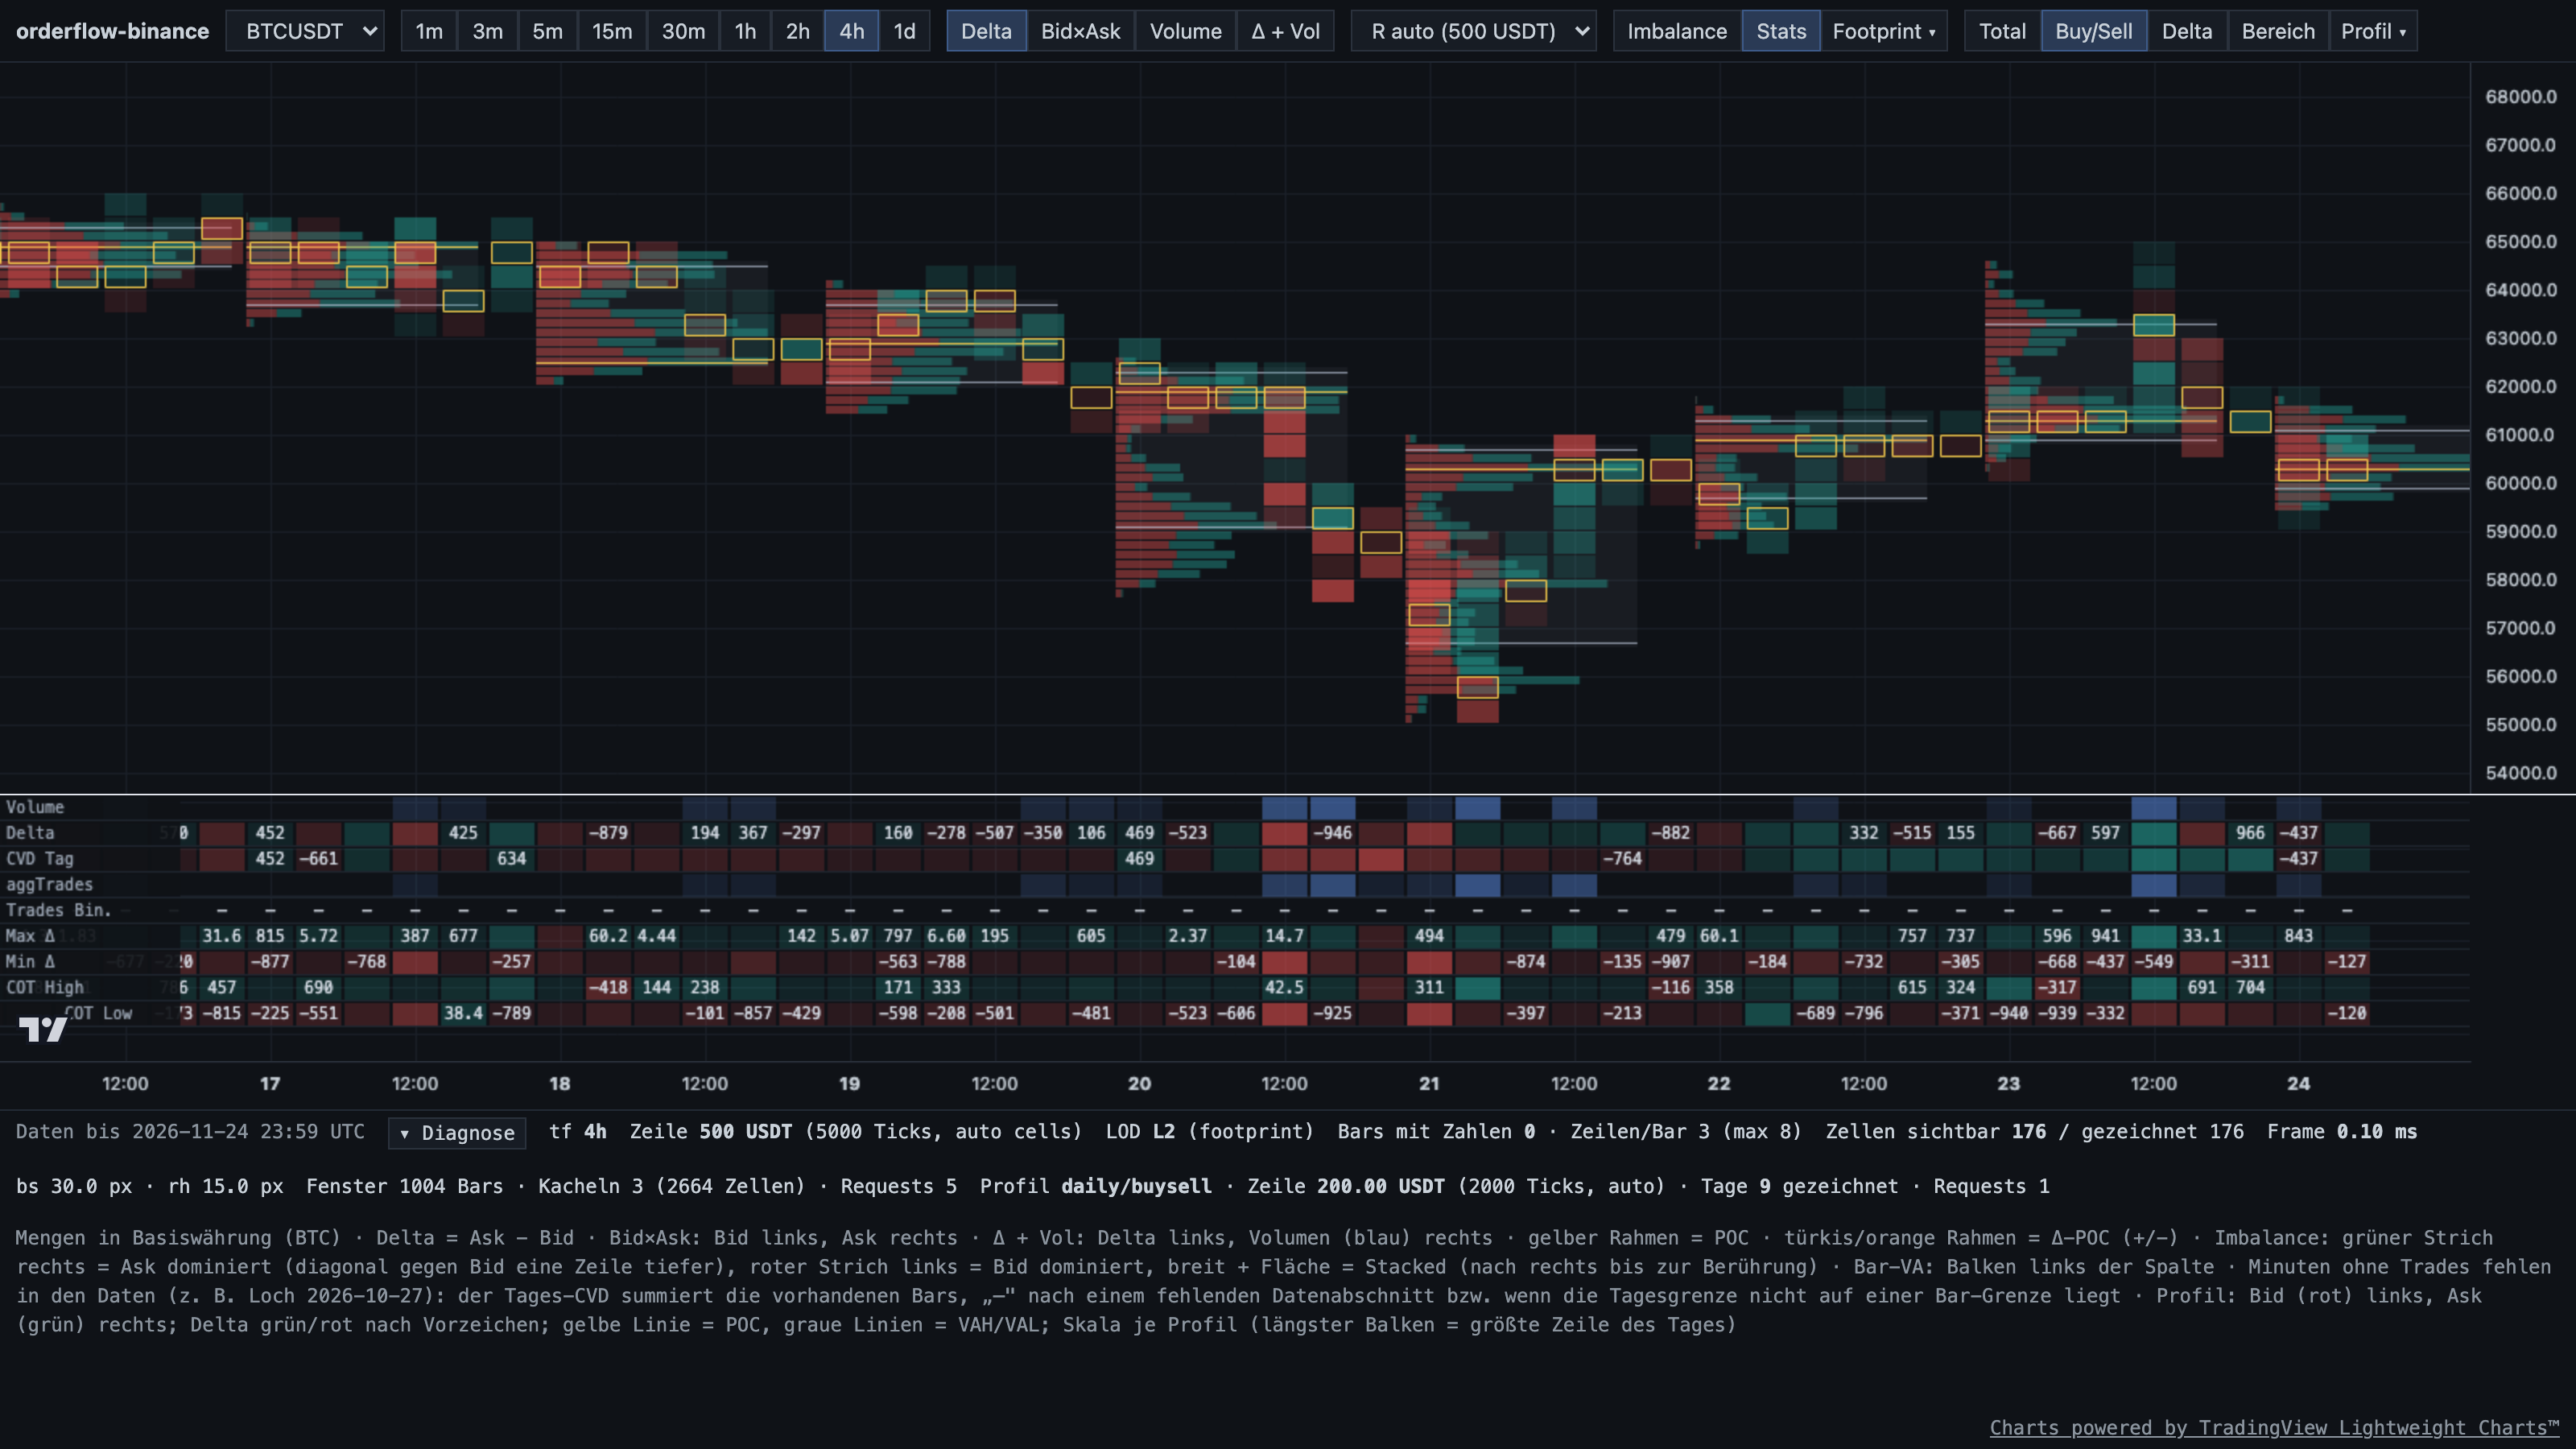 orderflow-binance BTCUSDT 1m 3m 5m 15m 30m 1h 2h 4h 1d Delta Bid×Ask Volume Δ + Vol R auto (500 USDT) Imbalance Stats Footprint ▾ Total Buy/Sell Delta Bereich Profil ▾
68000.0
67000.0
66000.0
65000.0
64000.0
63000.0
62000.0
61000.0
60000.0
59000.0
58000.0
57000.0
56000.0
55000.0
54000.0
Volume
Delta 452 425 −879 194 367 −297 160 −278 −507 −350 106 469 −523 −946 −882 332 −515 155 −667 597 966 −437
CVD Tag 452 −661 634 469 −764 −437
aggTrades
Trades Bin. − − − − − − − − − − − − − − − − − − − − − − − − − − − − − − − − − − − − − − − − − − − − −
Max Δ 31.6 815 5.72 387 677 60.2 4.44 142 5.07 797 6.60 195 605 2.37 14.7 494 479 60.1 757 737 596 941 33.1 843
Min Δ −877 −768 −257 −563 −788 −104 −874 −135 −907 −184 −732 −305 −668 −437 −549 −311 −127
COT High 457 690 −418 144 238 171 333 42.5 311 −116 358 615 324 −317 691 704
COT Low −815 −225 −551 38.4 −789 −101 −857 −429 −598 −208 −501 −481 −523 −606 −925 −397 −213 −689 −796 −371 −940 −939 −332 −120
12:00 17 12:00 18 12:00 19 12:00 20 12:00 21 12:00 22 12:00 23 12:00 24
Daten bis 2026−11−24 23:59 UTC ▾ Diagnose tf 4h Zeile 500 USDT (5000 Ticks, auto cells) LOD L2 (footprint) Bars mit Zahlen 0 · Zeilen/Bar 3 (max 8) Zellen sichtbar 176 / gezeichnet 176 Frame 0.10 ms
bs 30.0 px · rh 15.0 px Fenster 1004 Bars · Kacheln 3 (2664 Zellen) · Requests 5 Profil daily/buysell · Zeile 200.00 USDT (2000 Ticks, auto) · Tage 9 gezeichnet · Requests 1
Mengen in Basiswährung (BTC) · Delta = Ask − Bid · Bid×Ask: Bid links, Ask rechts · Δ + Vol: Delta links, Volumen (blau) rechts · gelber Rahmen = POC · türkis/orange Rahmen = Δ−POC (+/−) · Imbalance: grüner Strich
rechts = Ask dominiert (diagonal gegen Bid eine Zeile tiefer), roter Strich links = Bid dominiert, breit + Fläche = Stacked (nach rechts bis zur Berührung) · Bar−VA: Balken links der Spalte · Minuten ohne Trades fehlen
in den Daten (z. B. Loch 2026−10−27): der Tages−CVD summiert die vorhandenen Bars, „—" nach einem fehlenden Datenabschnitt bzw. wenn die Tagesgrenze nicht auf einer Bar−Grenze liegt · Profil: Bid (rot) links, Ask
(grün) rechts; Delta grün/rot nach Vorzeichen; gelbe Linie = POC, graue Linien = VAH/VAL; Skala je Profil (längster Balken = größte Zeile des Tages)
Charts powered by TradingView Lightweight Charts™